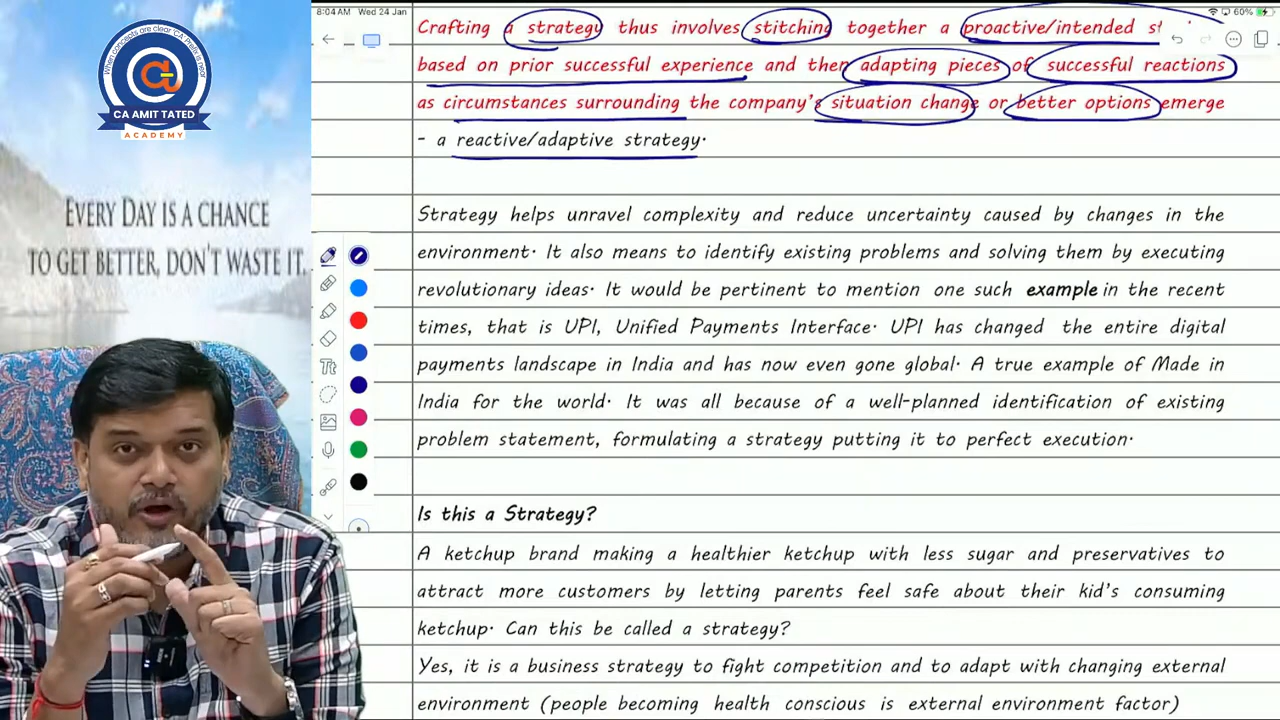 8:04 AM Wed 24 Jan
60%
When concepts are clear 'CA' Prefix is near
CA AMIT TATED
ACADEMY
EVERY DAY IS A CHANCE
TO GET BETTER, DON'T WASTE IT.
Crafting a strategy thus involves stitching together a proactive/intended
based on prior successful experience and then adapting pieces of successful reactions
as circumstances surrounding the company's situation change or better options emerge
- a reactive/adaptive strategy.
Strategy helps unravel complexity and reduce uncertainty caused by changes in the
environment. It also means to identify existing problems and solving them by executing
revolutionary ideas. It would be pertinent to mention one such example in the recent
times, that is UPI, Unified Payments Interface. UPI has changed the entire digital
payments landscape in India and has now even gone global. A true example of Made in
India for the world. It was all because of a well-planned identification of existing
problem statement, formulating a strategy putting it to perfect execution.
Tt
Is this a Strategy?
A ketchup brand making a healthier ketchup with less sugar and preservatives to
attract more customers by letting parents feel safe about their kid's consuming
ketchup. Can this be called a strategy?
Yes, it is a business strategy to fight competition and to adapt with changing external
environment (people becoming health conscious is external environment factor)